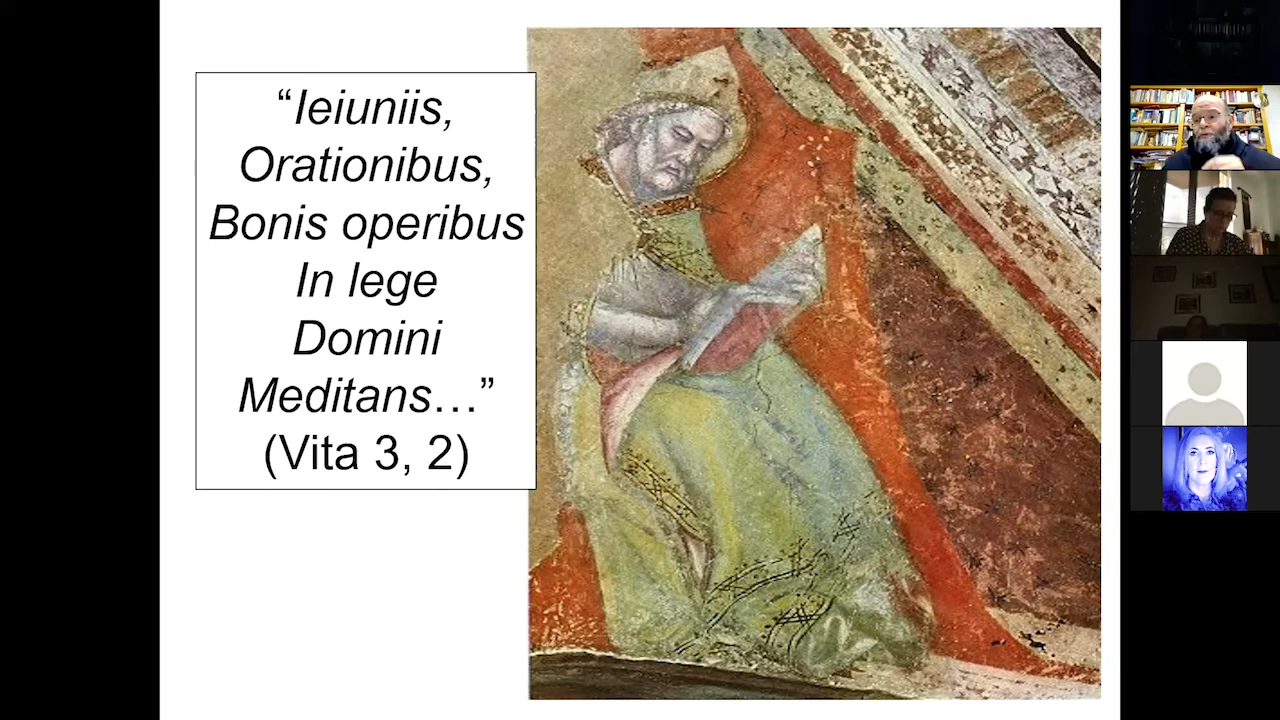 “Ieiuniis,
Orationibus,
Bonis operibus
In lege
Domini
Meditans…”
(Vita 3, 2)